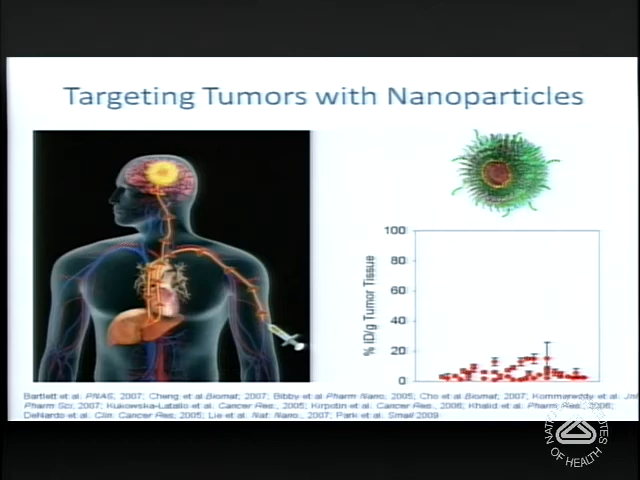 Targeting Tumors with Nanoparticles
100
80
60
40
20
0
% ID/g Tumor Tissue
Bartlett et al. PNAS, 2007; Cheng et al Biomat, 2007; Bibby et al Pharm Nano, 2005; Cho et al Biomat, 2007; Kommareddy et al. Jnl
Pharm Sci, 2007; Kukowska-Latallo et al. Cancer Res., 2005; Kirpotin et al. Cancer Res., 2006; Khalid et al. Pharm Res., 2006;
DeNardo et al. Clin. Cancer Res, 2005; Lie et al. Nat. Nano., 2007; Park et al. Small 2009
OF HEALTH